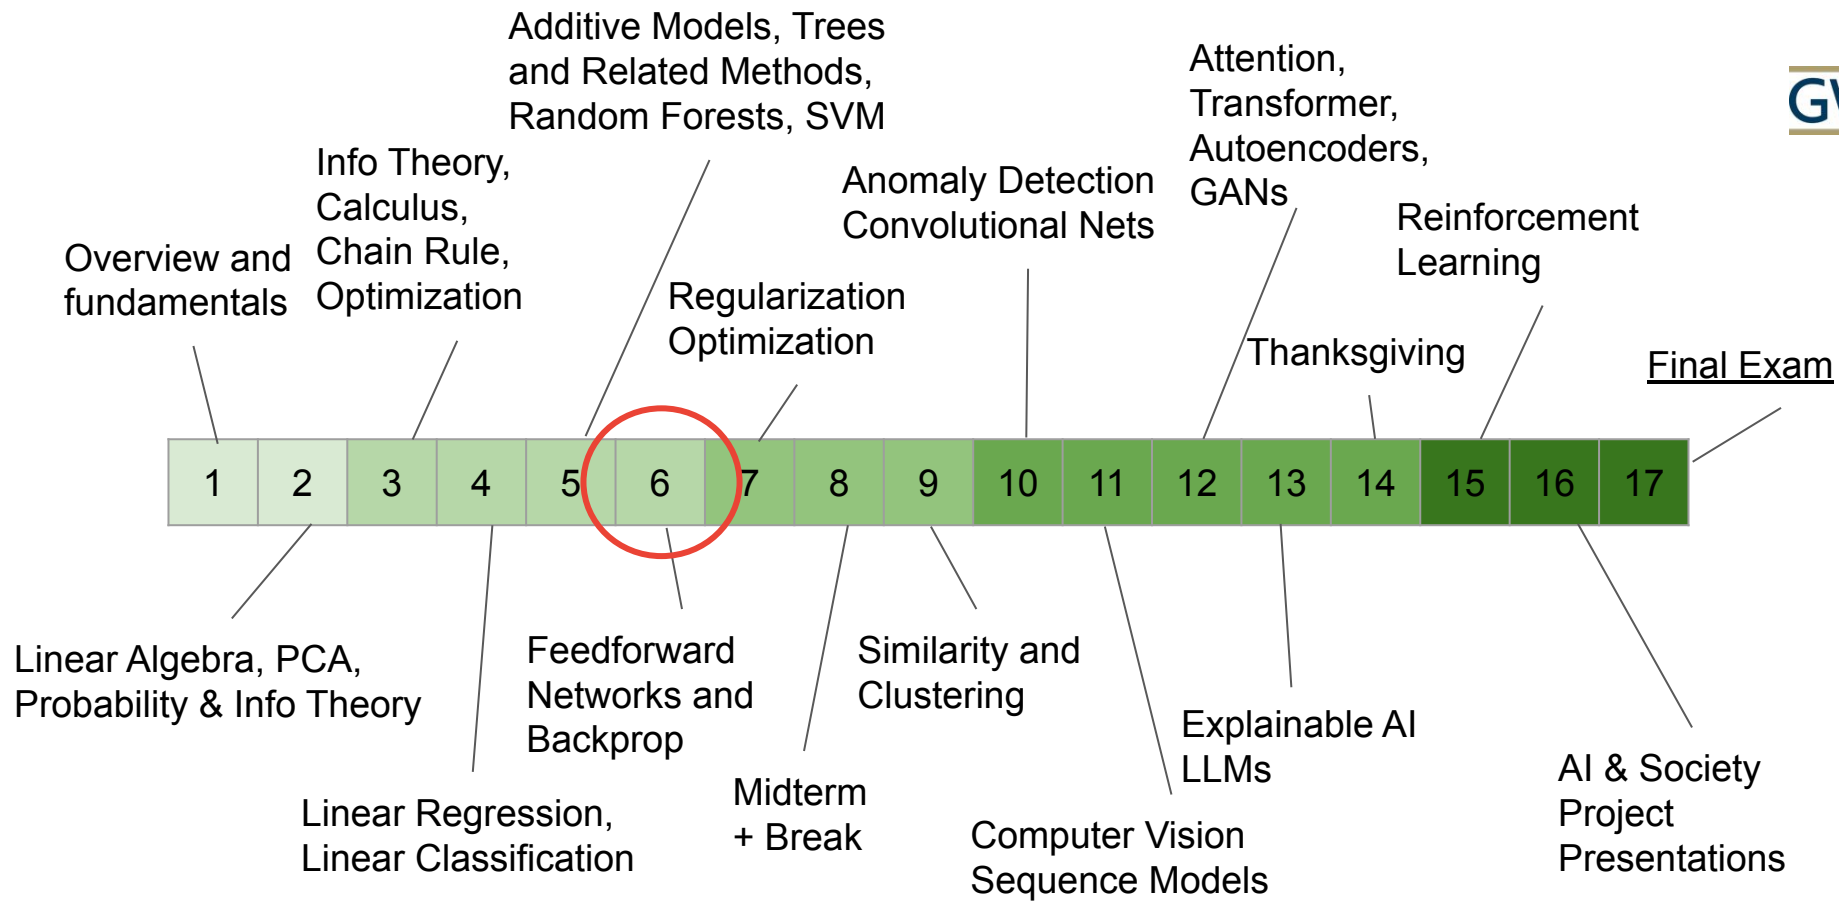 Additive Models, Trees
and Related Methods,
Random Forests, SVM
Attention,
Transformer,
Autoencoders,
GANs
Info Theory,
Calculus,
Chain Rule,
Optimization
Anomaly Detection
Convolutional Nets
Reinforcement
Learning
Overview and
fundamentals
Regularization
Optimization
Thanksgiving
Final Exam
1 2 3 4 5 6 7 8 9 10 11 12 13 14 15 16 17
Linear Algebra, PCA,
Probability & Info Theory
Feedforward
Networks and
Backprop
Similarity and
Clustering
Explainable AI
LLMs
Midterm
+ Break
AI & Society
Project
Presentations
Linear Regression,
Linear Classification
Computer Vision
Sequence Models